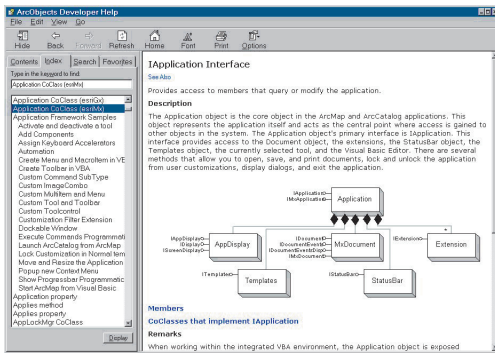 ArcObjects Developer Help
File Edit View Go
Hide Back Forward Refresh Home Font Print Options
Contents Index Search Favorites
Type in the keyword to find:
Application CoClass (esriMx)
Application CoClass (esriGx)
Application CoClass (esriMx)
Application Framework Samples
Activate and deactivate a tool
Add Components
Assign Keyboard Accelerators
Automation
Create Menu and MacroItem in VE
Create Toolbar in VBA
Custom Command SubType
Custom ImageCombo
Custom MultiItem and Menu
Custom Tool and Toolbar
Custom Toolcontrol
Customization Filter Extension
Dockable Window
Execute Commands Programmati
Launch ArcCatalog from ArcMap
Lock Customization in Normal.tem
Move and Resize the Application
Popup new Context Menu
Show Progressbar Programmatic
Start ArcMap from Visual Basic
Application property
Applies method
Applies property
AppLockMgr CoClass
Display
IApplication Interface
See Also
Provides access to members that query or modify the application.
Description
The Application object is the core object in the ArcMap and ArcCatalog applications. This
object represents the application itself and acts as the central point where access is gained to
other objects in the system. The Application object's primary interface is IApplication. This
interface provides access to the Document object, the extensions, the StatusBar object, the
Templates object, the currently selected tool, and the Visual Basic Editor. There are several
methods that allow you to open, save, and print documents, lock and unlock the application
from user customizations, display dialogs, and exit the application.
IApplication
IMxApplication
Application
IAppDisplay
IDisplay
IScreenDisplay
AppDisplay
IDocument
IDocumentEvents
IDocumentEventsDisp
IMxDocument
MxDocument
IExtension
*
Extension
ITemplates
Templates
IStatusBar
StatusBar
Members
CoClasses that implement IApplication
Remarks
When working within the integrated VBA environment, the Application object is exposed